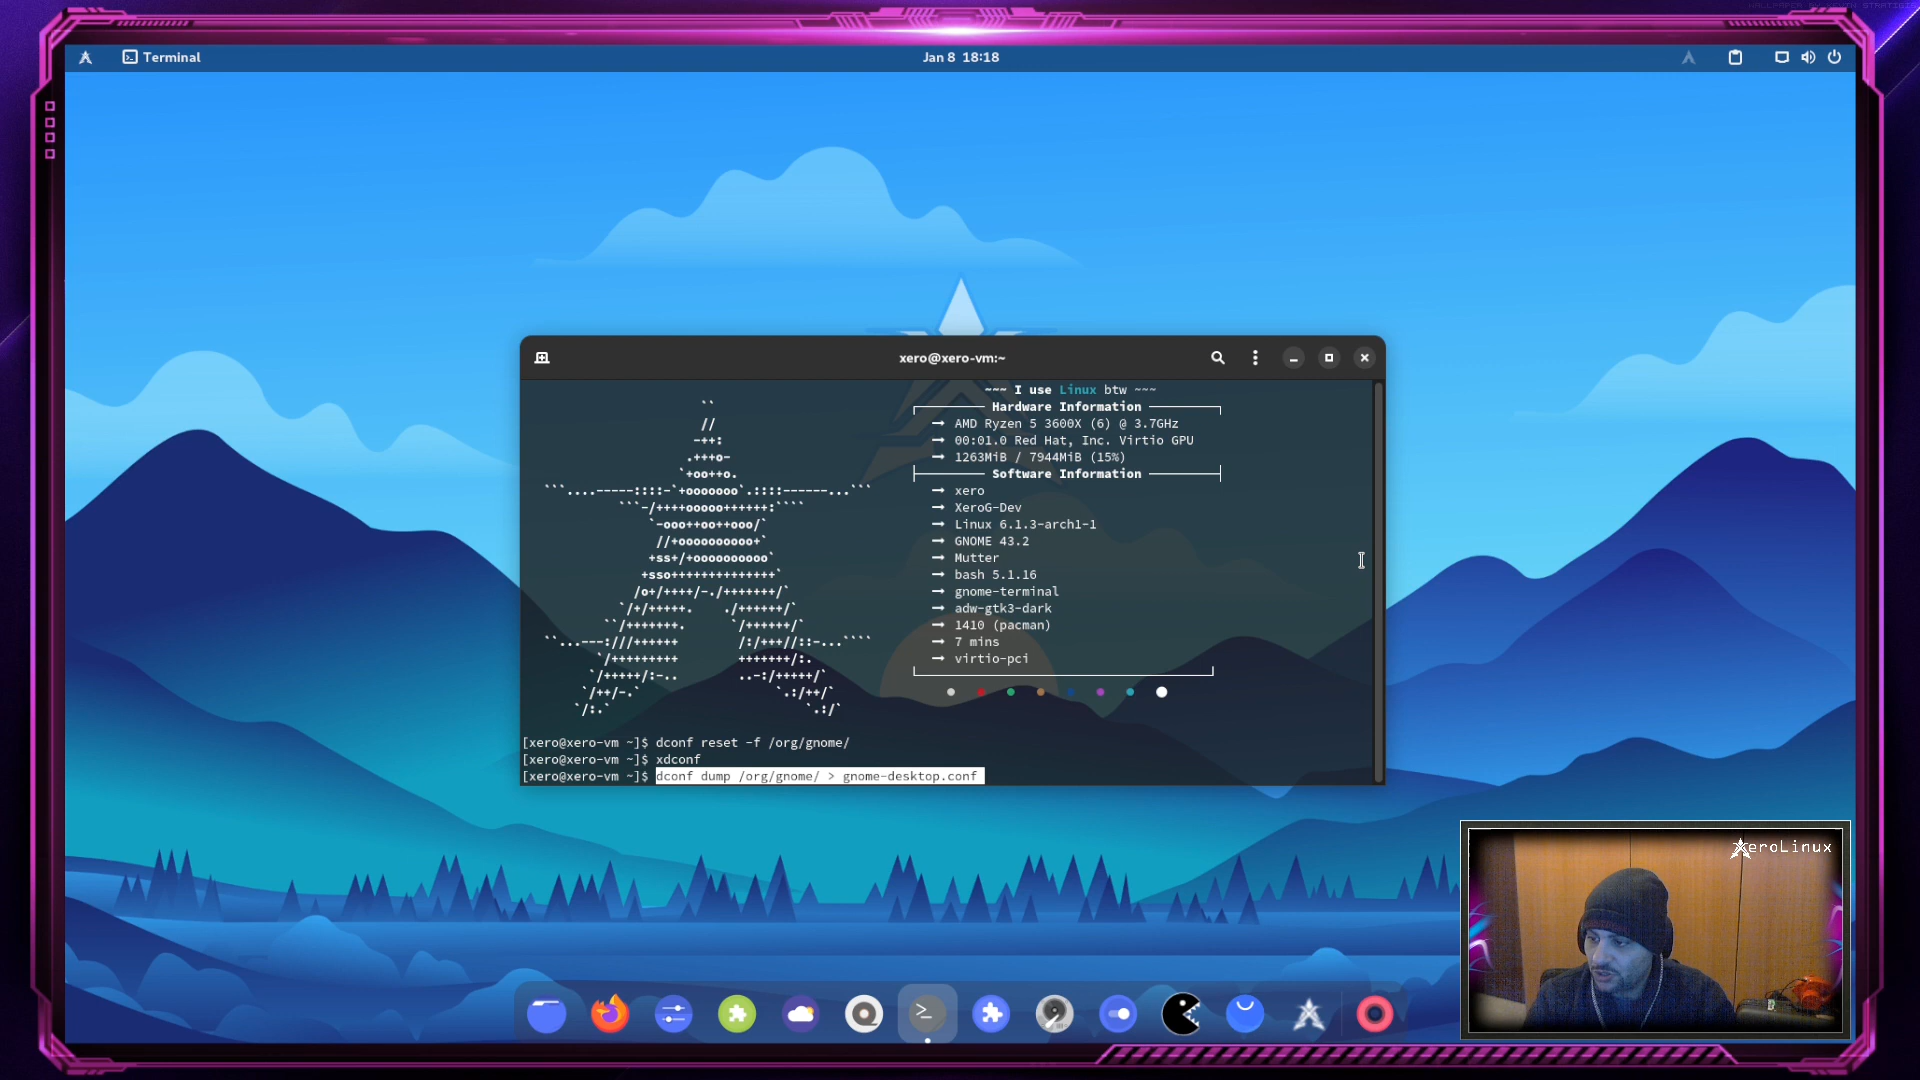 Terminal
Jan 8 18:18
xero@xero-vm:~
~~~ I use Linux btw ~~~
Hardware Information
→ AMD Ryzen 5 3600X (6) @ 3.7GHz
→ 00:01.0 Red Hat, Inc. Virtio GPU
→ 1263MiB / 7944MiB (15%)
Software Information
→ xero
→ XeroG-Dev
→ Linux 6.1.3-arch1-1
→ GNOME 43.2
→ Mutter
→ bash 5.1.16
→ gnome-terminal
→ adw-gtk3-dark
→ 1410 (pacman)
→ 7 mins
→ virtio-pci
[xero@xero-vm ~]$ dconf reset -f /org/gnome/
[xero@xero-vm ~]$ xdconf
[xero@xero-vm ~]$ dconf dump /org/gnome/ > gnome-desktop.conf
XeroLinux